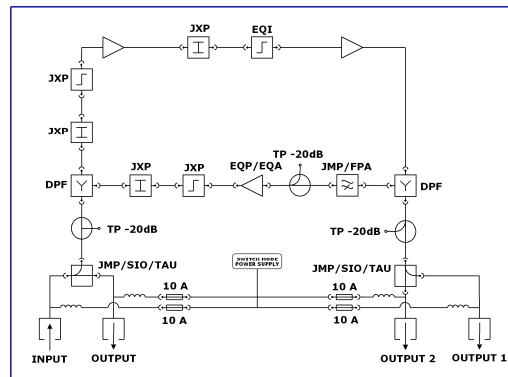 JXP
EQI
JXP
JXP
TP -20dB
EQP/EQA
JMP/FPA
JXP
JXP
DPF
DPF
TP -20dB
TP -20dB
SWITCH MODE
POWER SUPPLY
JMP/SIO/TAU
JMP/SIO/TAU
10 A
10 A
10 A
10 A
INPUT
OUTPUT
OUTPUT 2
OUTPUT 1